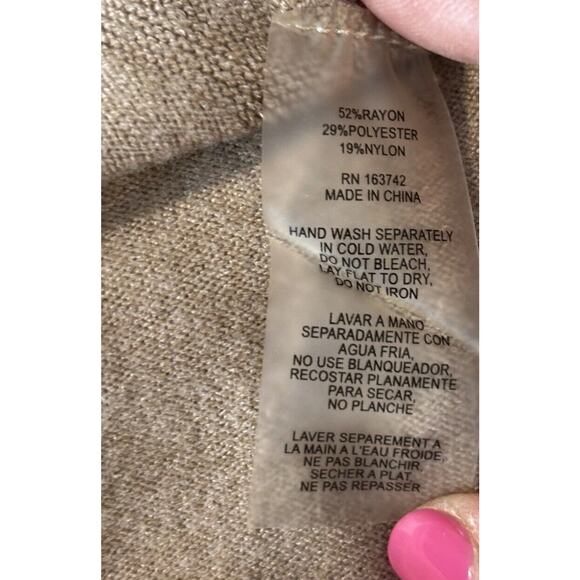 52%RAYON
29%POLYESTER
19%NYLON
RN 163742
MADE IN CHINA
HAND WASH SEPARATELY
IN COLD WATER,
DO NOT BLEACH,
LAY FLAT TO DRY,
DO NOT IRON
LAVAR A MANO
SEPARADAMENTE CON
AGUA FRIA,
NO USE BLANQUEADOR,
RECOSTAR PLANAMENTE
PARA SECAR,
NO PLANCHE
LAVER SEPAREMENT A
LA MAIN A L'EAU FROIDE,
NE PAS BLANCHIR,
SECHER A PLAT,
NE PAS REPASSER